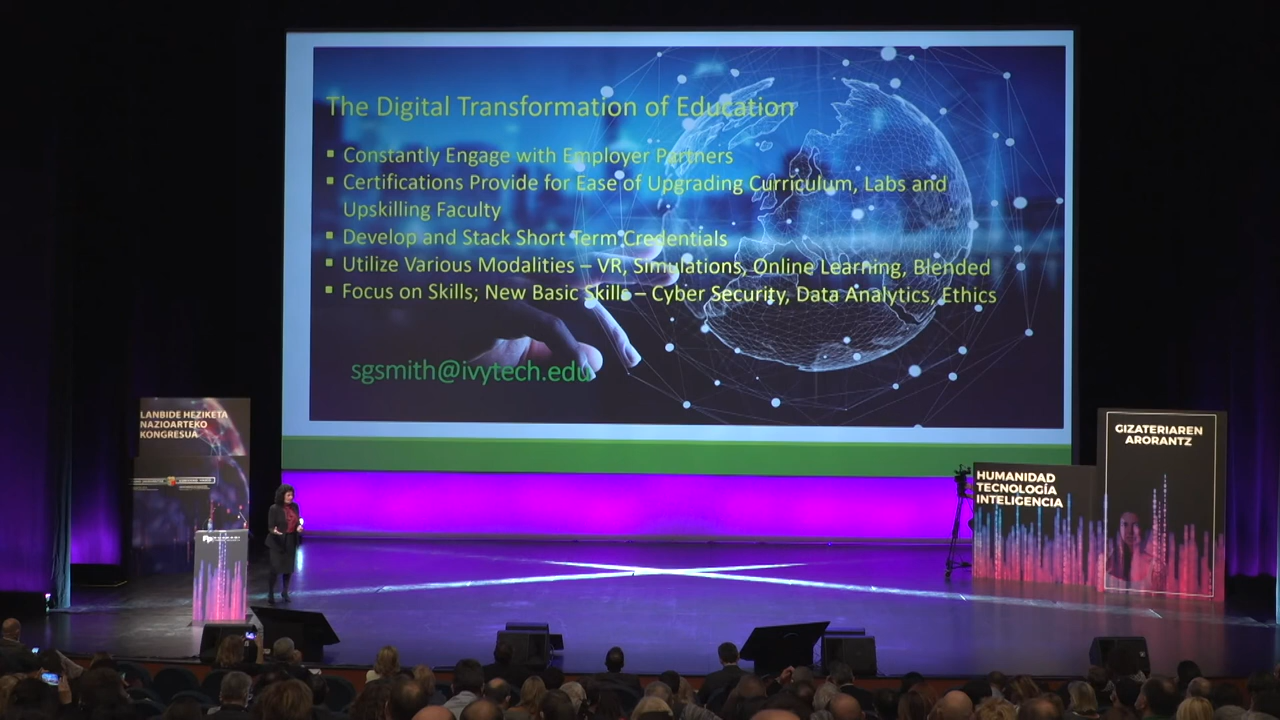 The Digital Transformation of Education
▪ Constantly Engage with Employer Partners
▪ Certifications Provide for Ease of Upgrading Curriculum, Labs and
Upskilling Faculty
▪ Develop and Stack Short Term Credentials
▪ Utilize Various Modalities – VR, Simulations, Online Learning, Blended
▪ Focus on Skills; New Basic Skills – Cyber Security, Data Analytics, Ethics
sgsmith@ivytech.edu
LANBIDE HEZIKETA
NAZIOARTEKO
KONGRESUA
HUMANIDAD
TECNOLOGÍA
INTELIGENCIA
GIZATERIAREN
ARORANTZ